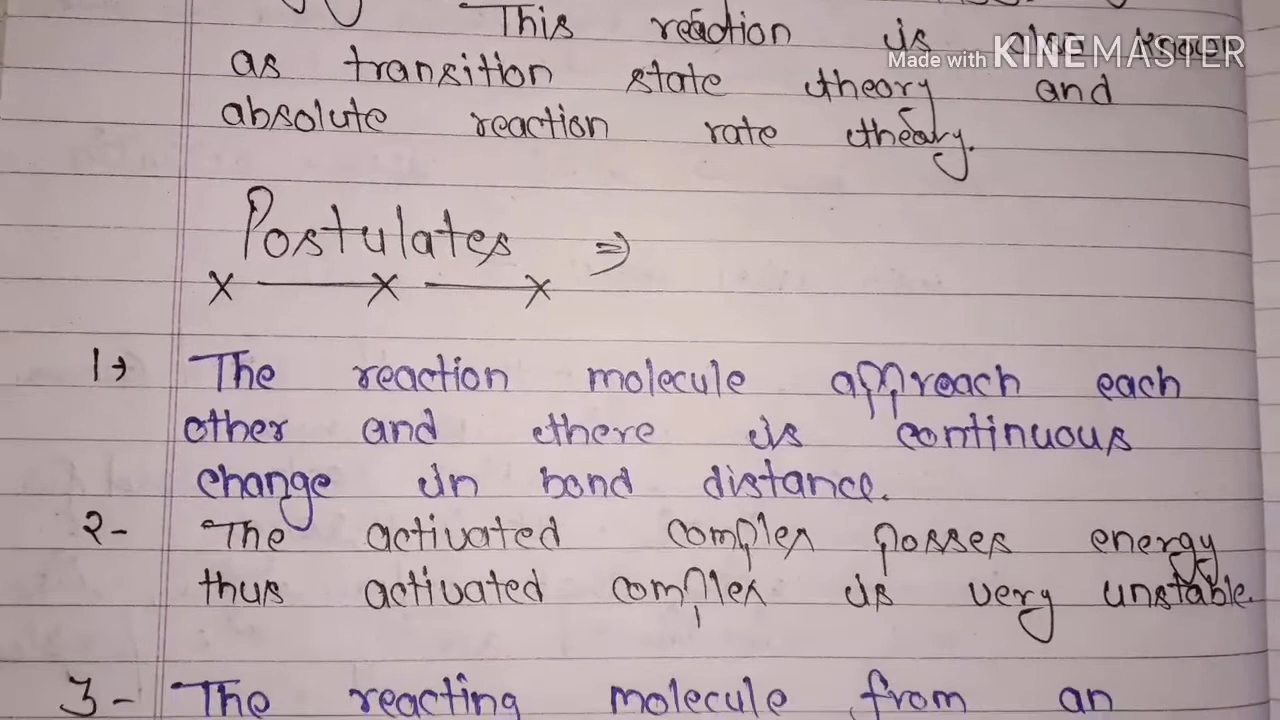 This reaction is also known
Made with KINEMASTER
as transition state theory and
absolute reaction rate theory.
Postulates ⇒
1→ The reaction molecule approach each
other and there is continuous
change in bond distance.
2- The activated complex posses energy
thus activated complex is very unstable.
3- The reacting molecule from an